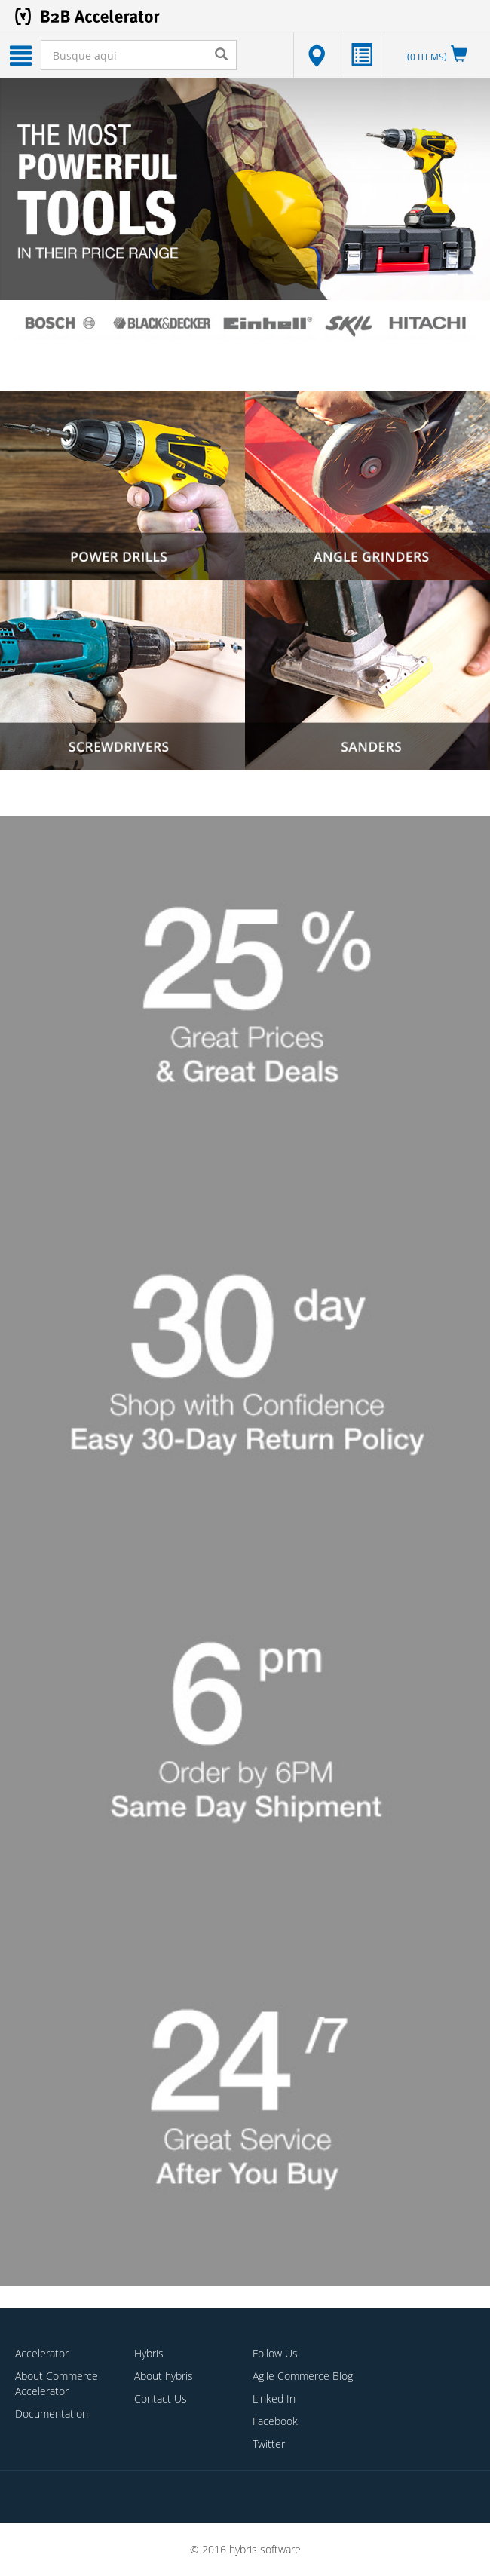 B2B Accelerator
Busque aqui
(0 ITEMS)
THE MOST
POWERFUL
TOOLS
IN THEIR PRICE RANGE
BOSCH BLACK&DECKER Einhell® SKIL HITACHI
POWER DRILLS
ANGLE GRINDERS
SCREWDRIVERS
SANDERS
25 %
Great Prices
& Great Deals
30 day
Shop with Confidence
Easy 30-Day Return Policy
6 pm
Order by 6PM
Same Day Shipment
24/7
Great Service
After You Buy
Accelerator
About Commerce
Accelerator
Documentation
Hybris
About hybris
Contact Us
Follow Us
Agile Commerce Blog
Linked In
Facebook
Twitter
© 2016 hybris software